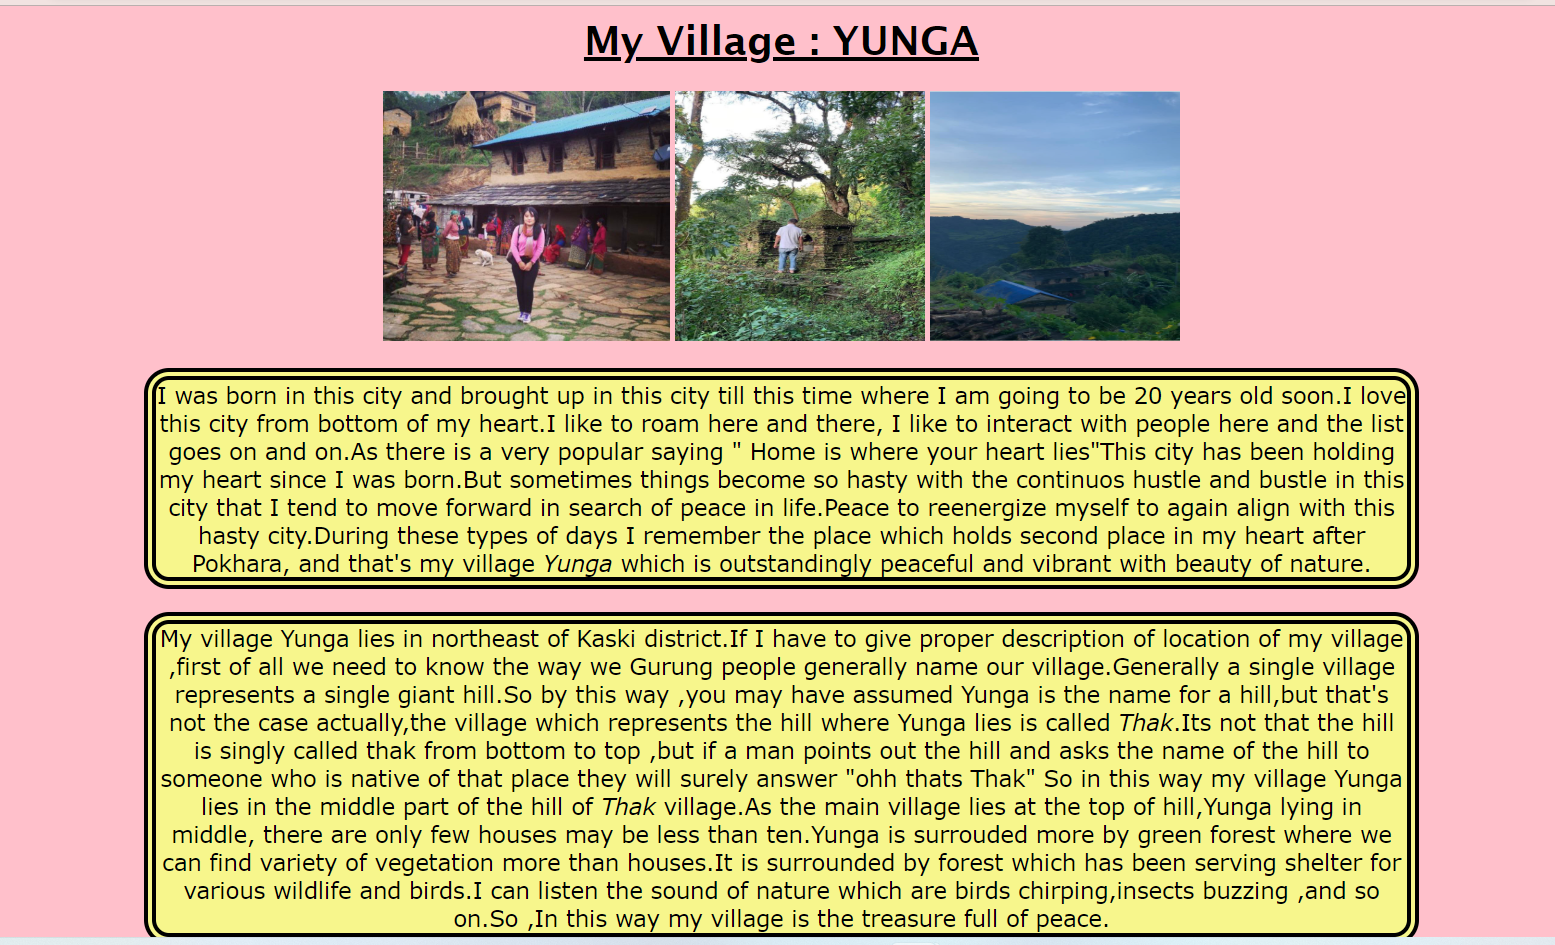 My Village : YUNGA
I was born in this city and brought up in this city till this time where I am going to be 20 years old soon.I love
this city from bottom of my heart.I like to roam here and there, I like to interact with people here and the list
goes on and on.As there is a very popular saying " Home is where your heart lies"This city has been holding
my heart since I was born.But sometimes things become so hasty with the continuos hustle and bustle in this
city that I tend to move forward in search of peace in life.Peace to reenergize myself to again align with this
hasty city.During these types of days I remember the place which holds second place in my heart after
Pokhara, and that's my village Yunga which is outstandingly peaceful and vibrant with beauty of nature.
My village Yunga lies in northeast of Kaski district.If I have to give proper description of location of my village
,first of all we need to know the way we Gurung people generally name our village.Generally a single village
represents a single giant hill.So by this way ,you may have assumed Yunga is the name for a hill,but that's
not the case actually,the village which represents the hill where Yunga lies is called Thak.Its not that the hill
is singly called thak from bottom to top ,but if a man points out the hill and asks the name of the hill to
someone who is native of that place they will surely answer "ohh thats Thak" So in this way my village Yunga
lies in the middle part of the hill of Thak village.As the main village lies at the top of hill,Yunga lying in
middle, there are only few houses may be less than ten.Yunga is surrouded more by green forest where we
can find variety of vegetation more than houses.It is surrounded by forest which has been serving shelter for
various wildlife and birds.I can listen the sound of nature which are birds chirping,insects buzzing ,and so
on.So ,In this way my village is the treasure full of peace.